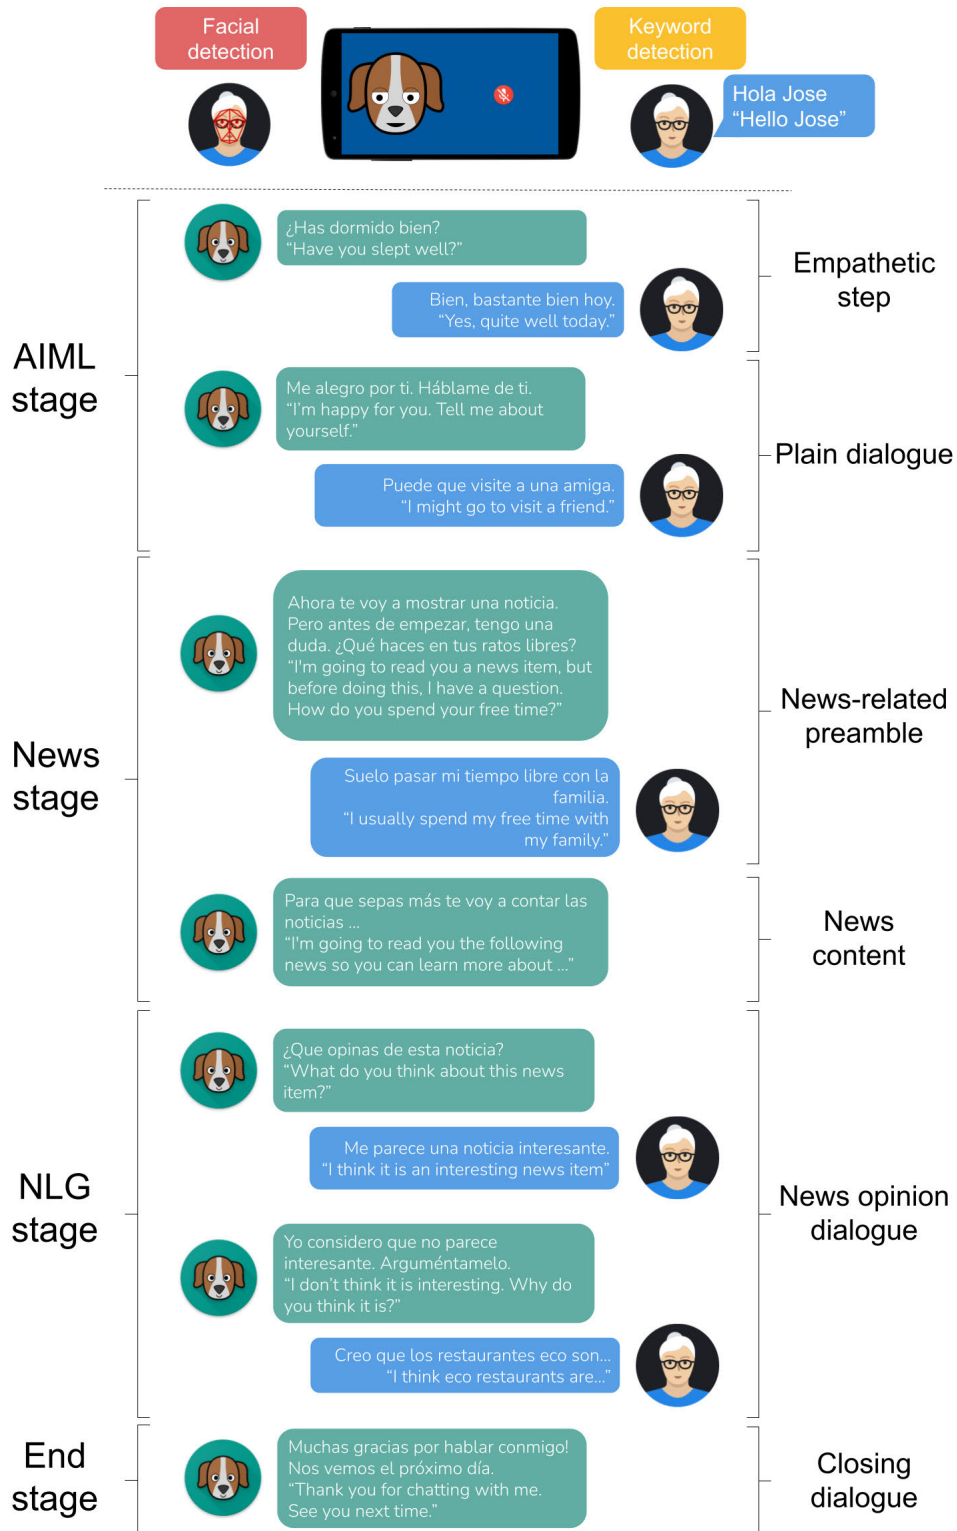 Facial
detection
Keyword
detection
Hola Jose
“Hello Jose”
AIML
stage
¿Has dormido bien?
“Have you slept well?”
Bien, bastante bien hoy.
“Yes, quite well today.”
Empathetic
step
Me alegro por ti. Háblame de ti.
“I’m happy for you. Tell me about
yourself.”
Puede que visite a una amiga.
“I might go to visit a friend.”
Plain dialogue
News
stage
Ahora te voy a mostrar una noticia.
Pero antes de empezar, tengo una
duda. ¿Qué haces en tus ratos libres?
“I'm going to read you a news item, but
before doing this, I have a question.
How do you spend your free time?”
Suelo pasar mi tiempo libre con la
familia.
“I usually spend my free time with
my family.”
News-related
preamble
Para que sepas más te voy a contar las
noticias ...
“I'm going to read you the following
news so you can learn more about ...”
News
content
NLG
stage
¿Que opinas de esta noticia?
“What do you think about this news
item?”
Me parece una noticia interesante.
“I think it is an interesting news item”
Yo considero que no parece
interesante. Arguméntamelo.
“I don’t think it is interesting. Why do
you think it is?”
Creo que los restaurantes eco son...
“I think eco restaurants are...”
News opinion
dialogue
End
stage
Muchas gracias por hablar conmigo!
Nos vemos el próximo día.
“Thank you for chatting with me.
See you next time.”
Closing
dialogue